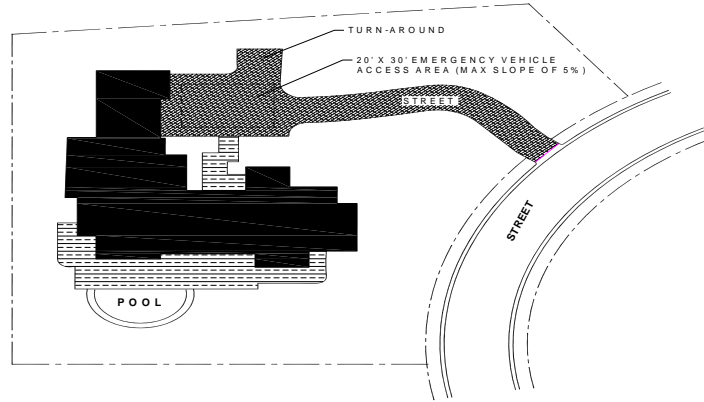 TURN-AROUND
20' X 30' EMERGENCY VEHICLE
ACCESS AREA (MAX SLOPE OF 5%)
STREET
STREET
POOL